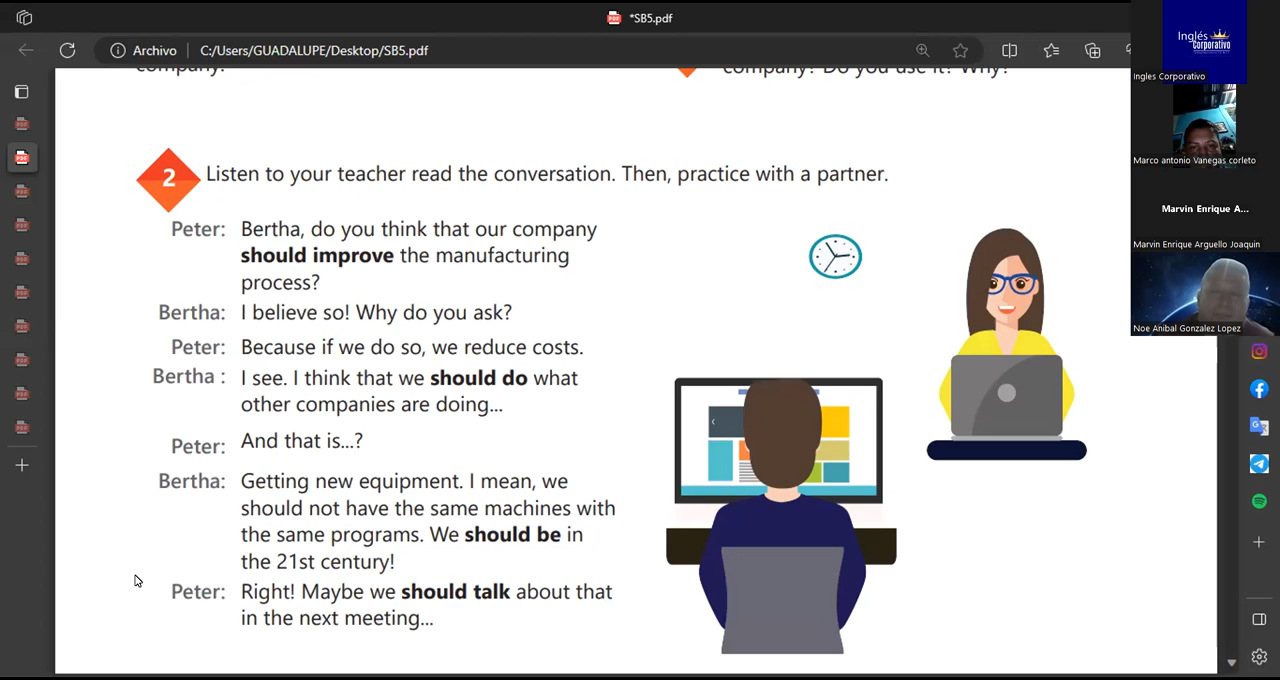 *SB5.pdf
Archivo
C:/Users/GUADALUPE/Desktop/SB5.pdf
company.
company? Do you use it? Why?
2
Listen to your teacher read the conversation. Then, practice with a partner.
Peter: Bertha, do you think that our company
should improve the manufacturing
process?
Bertha: I believe so! Why do you ask?
Peter: Because if we do so, we reduce costs.
Bertha : I see. I think that we should do what
other companies are doing...
Peter: And that is...?
Bertha: Getting new equipment. I mean, we
should not have the same machines with
the same programs. We should be in
the 21st century!
Peter: Right! Maybe we should talk about that
in the next meeting...
Inglés
Corporativo
Ingles Corporativo
Marco antonio Vanegas corleto
Marvin Enrique A...
Marvin Enrique Arguello Joaquin
Noe Anibal Gonzalez Lopez